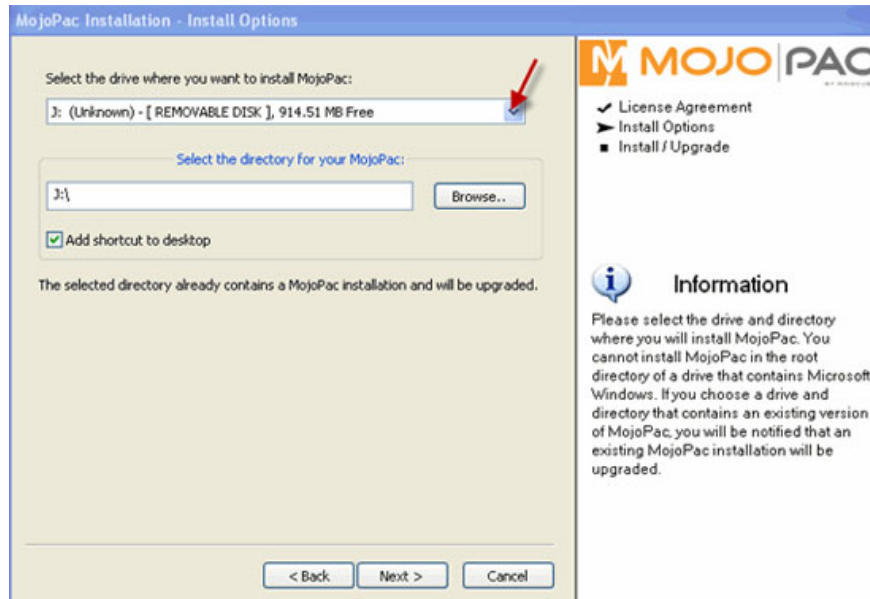 MojoPac Installation - Install Options
Select the drive where you want to install MojoPac:
J: (Unknown) - [ REMOVABLE DISK ], 914.51 MB Free
Select the directory for your MojoPac:
J:\
Browse..
Add shortcut to desktop
The selected directory already contains a MojoPac installation and will be upgraded.
< Back
Next >
Cancel
MOJO|PAC
License Agreement
Install Options
Install / Upgrade
Information
Please select the drive and directory
where you will install MojoPac. You
cannot install MojoPac in the root
directory of a drive that contains Microsoft
Windows. If you choose a drive and
directory that contains an existing version
of MojoPac, you will be notified that an
existing MojoPac installation will be
upgraded.